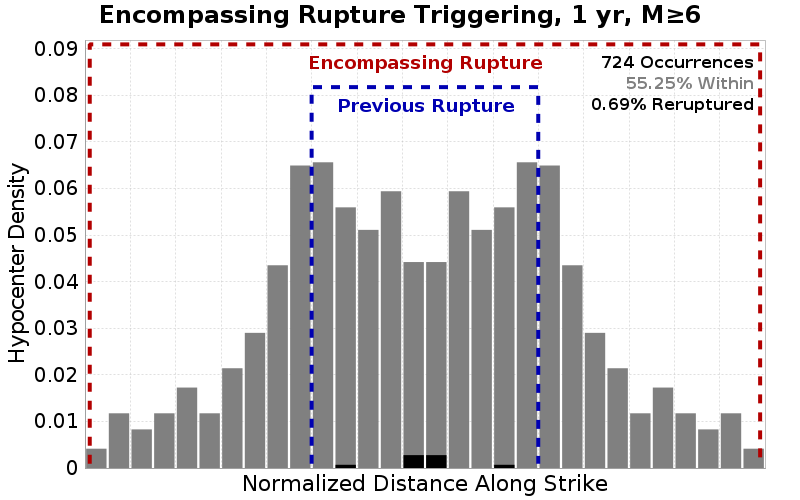 Encompassing Rupture Triggering, 1 yr, M≥6
0.09
0.08
0.07
0.06
0.05
0.04
0.03
0.02
0.01
0
Hypocenter Density
Encompassing Rupture
Previous Rupture
724 Occurrences
55.25% Within
0.69% Reruptured
Normalized Distance Along Strike